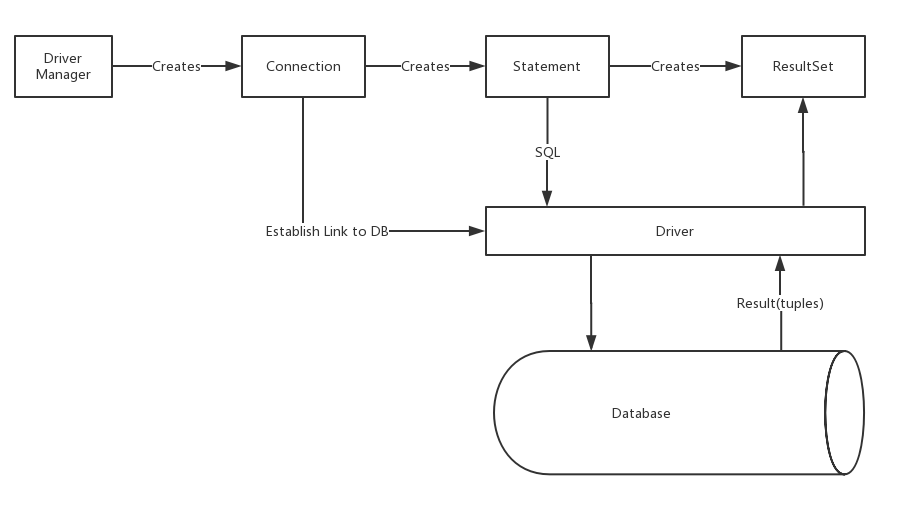 Driver
Manager
Creates
Connection
Creates
Statement
Creates
ResultSet
SQL
Establish Link to DB
Driver
Result(tuples)
Database